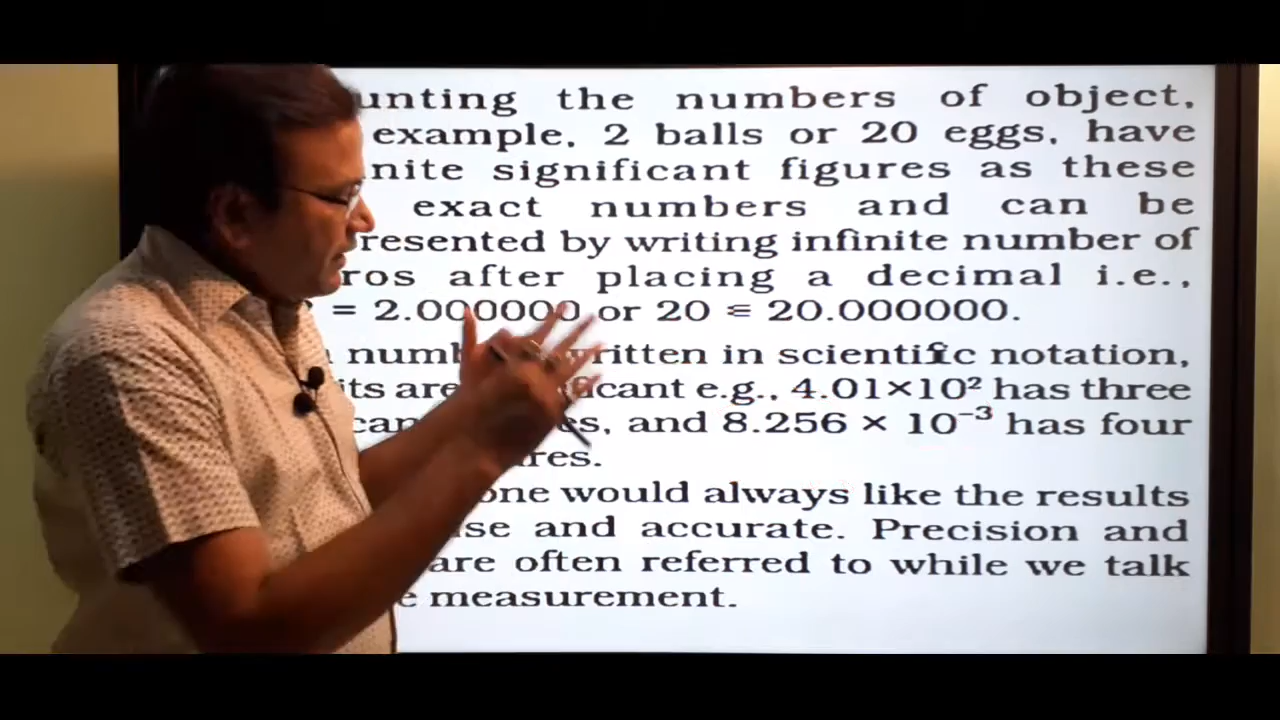 unting the numbers of object,
example, 2 balls or 20 eggs, have
nite significant figures as these
exact numbers and can be
resented by writing infinite number of
ros after placing a decimal i.e.,
= 2.000000 or 20 = 20.000000.
numb ritten in scientific notation,
its are icant e.g., 4.01×10² has three
can es, and 8.256 × 10⁻³ has four
res.
one would always like the results
se and accurate. Precision and
are often referred to while we talk
e measurement.